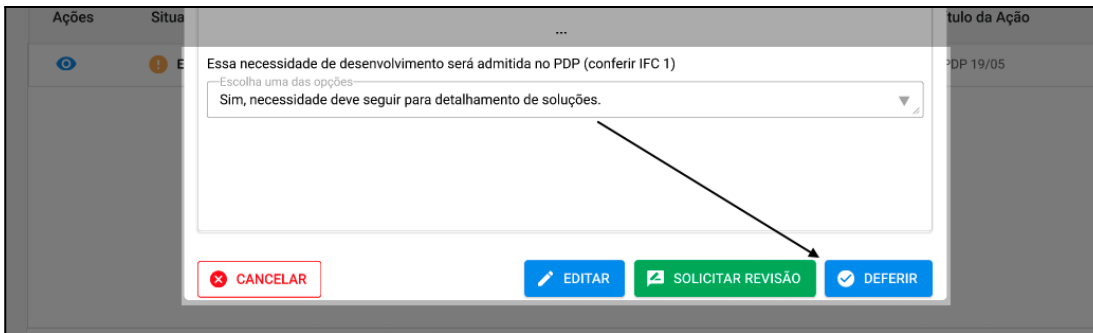 Ações Situa ... tulo da Ação
Essa necessidade de desenvolvimento será admitida no PDP (conferir IFC 1)
E PDP 19/05
Escolha uma das opções
Sim, necessidade deve seguir para detalhamento de soluções.
CANCELAR EDITAR SOLICITAR REVISÃO DEFERIR